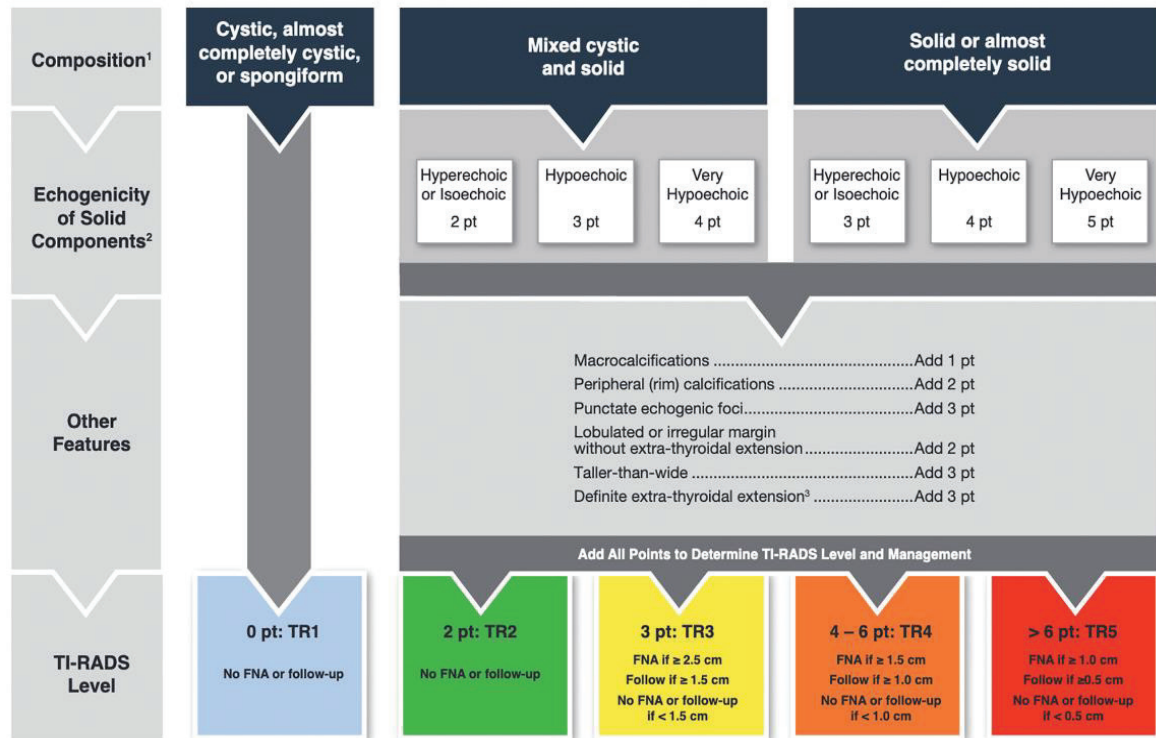 Composition¹
Cystic, almost
completely cystic,
or spongiform
Mixed cystic
and solid
Solid or almost
completely solid
Echogenicity
of Solid
Components²
Hyperechoic
or Isoechoic
2 pt
Hypoechoic
3 pt
Very
Hypoechoic
4 pt
Hyperechoic
or Isoechoic
3 pt
Hypoechoic
4 pt
Very
Hypoechoic
5 pt
Other
Features
Macrocalcifications ........................................Add 1 pt
Peripheral (rim) calcifications ...........................Add 2 pt
Punctate echogenic foci..................................Add 3 pt
Lobulated or irregular margin
without extra-thyroidal extension......................Add 2 pt
Taller-than-wide..............................................Add 3 pt
Definite extra-thyroidal extension³ ....................Add 3 pt
Add All Points to Determine TI-RADS Level and Management
TI-RADS
Level
0 pt: TR1
No FNA or follow-up
2 pt: TR2
No FNA or follow-up
3 pt: TR3
FNA if ≥ 2.5 cm
Follow if ≥ 1.5 cm
No FNA or follow-up
if < 1.5 cm
4 – 6 pt: TR4
FNA if ≥ 1.5 cm
Follow if ≥ 1.0 cm
No FNA or follow-up
if < 1.0 cm
> 6 pt: TR5
FNA if ≥ 1.0 cm
Follow if ≥0.5 cm
No FNA or follow-up
if < 0.5 cm